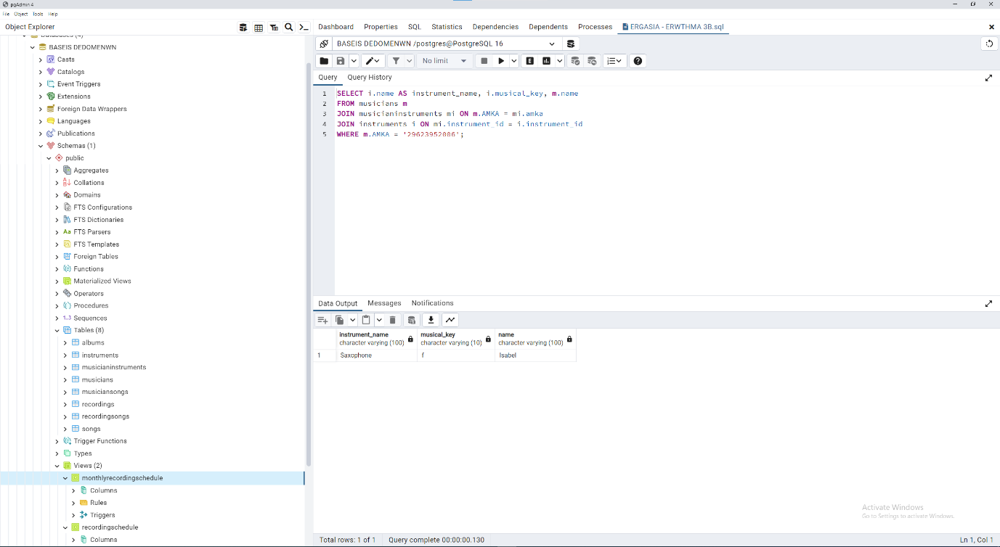 pgAdmin 4
File Object Tools Help
Object Explorer
Dashboard Properties SQL Statistics Dependencies Dependents Processes ERGASIA - ERWTHMA 3B.sql
Databases (4)
BASEIS DEDOMENWN
Casts
Catalogs
Event Triggers
Extensions
Foreign Data Wrappers
Languages
Publications
Schemas (1)
public
Aggregates
Collations
Domains
FTS Configurations
FTS Dictionaries
Aa FTS Parsers
FTS Templates
Foreign Tables
Functions
Materialized Views
Operators
Procedures
1..3 Sequences
Tables (8)
albums
instruments
musicianinstruments
musicians
musiciansongs
recordings
recordingsongs
songs
Trigger Functions
Types
Views (2)
monthlyrecordingschedule
Columns
Rules
Triggers
recordingschedule
Columns
BASEIS DEDOMENWN /postgres@PostgreSQL 16
No limit
E
Query Query History
1 SELECT i.name AS instrument_name, i.musical_key, m.name
2 FROM musicians m
3 JOIN musicianinstruments mi ON m.AMKA = mi.amka
4 JOIN instruments i ON mi.instrument_id = i.instrument_id
5 WHERE m.AMKA = '29623952006';
Data Output Messages Notifications
instrument_name musical_key name
character varying (100) character varying (10) character varying (100)
1 Saxophone f Isabel
Activate Windows
Go to Settings to activate Windows.
Total rows: 1 of 1 Query complete 00:00:00.130 Ln 1, Col 1